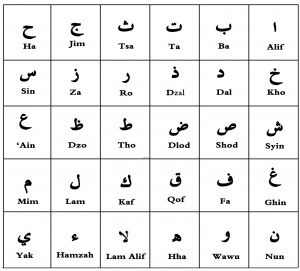 ا ب ت ث ج ح
Alif Ba Ta Tsa Jim Ha
خ د ذ ر ز س
Kho Dal Dzal Ro Za Sin
ش ص ض ط ظ ع
Syin Shod Dlod Tho Dzo 'Ain
غ ف ق ك ل م
Ghin Fa Qof Kaf Lam Mim
ن و ه لا ء ي
Nun Wawu Hha Lam Alif Hamzah Yak